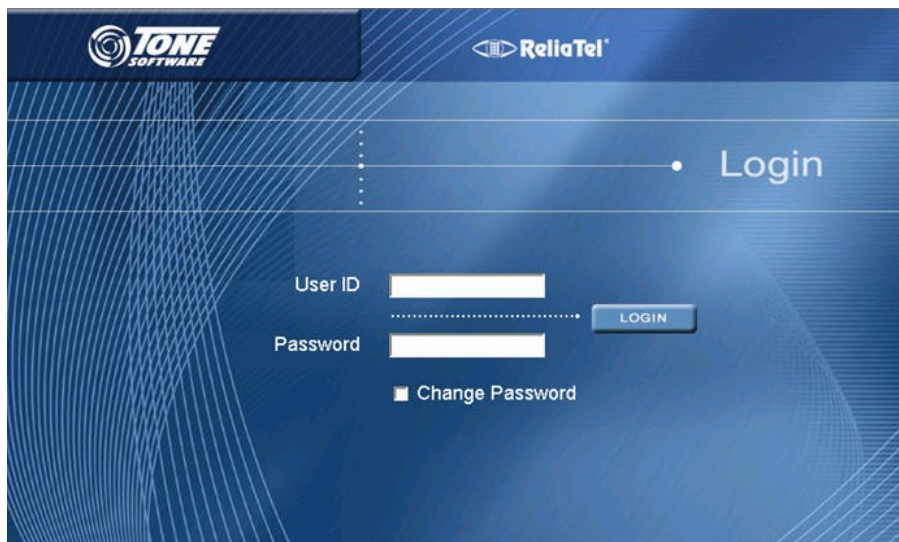 TONE
SOFTWARE
ReliaTel®
Login
User ID
LOGIN
Password
Change Password